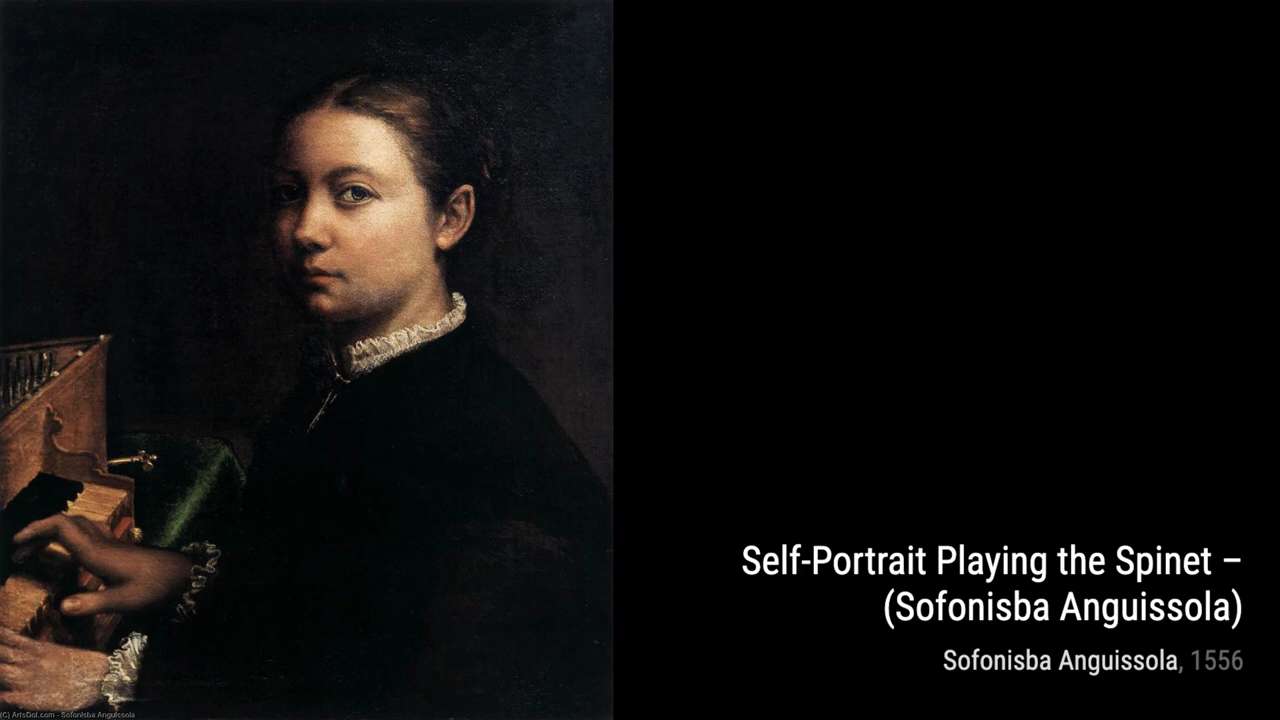 Self-Portrait Playing the Spinet –
(Sofonisba Anguissola)
Sofonisba Anguissola, 1556
(C) ArtsDot.com - Sofonisba Anguissola